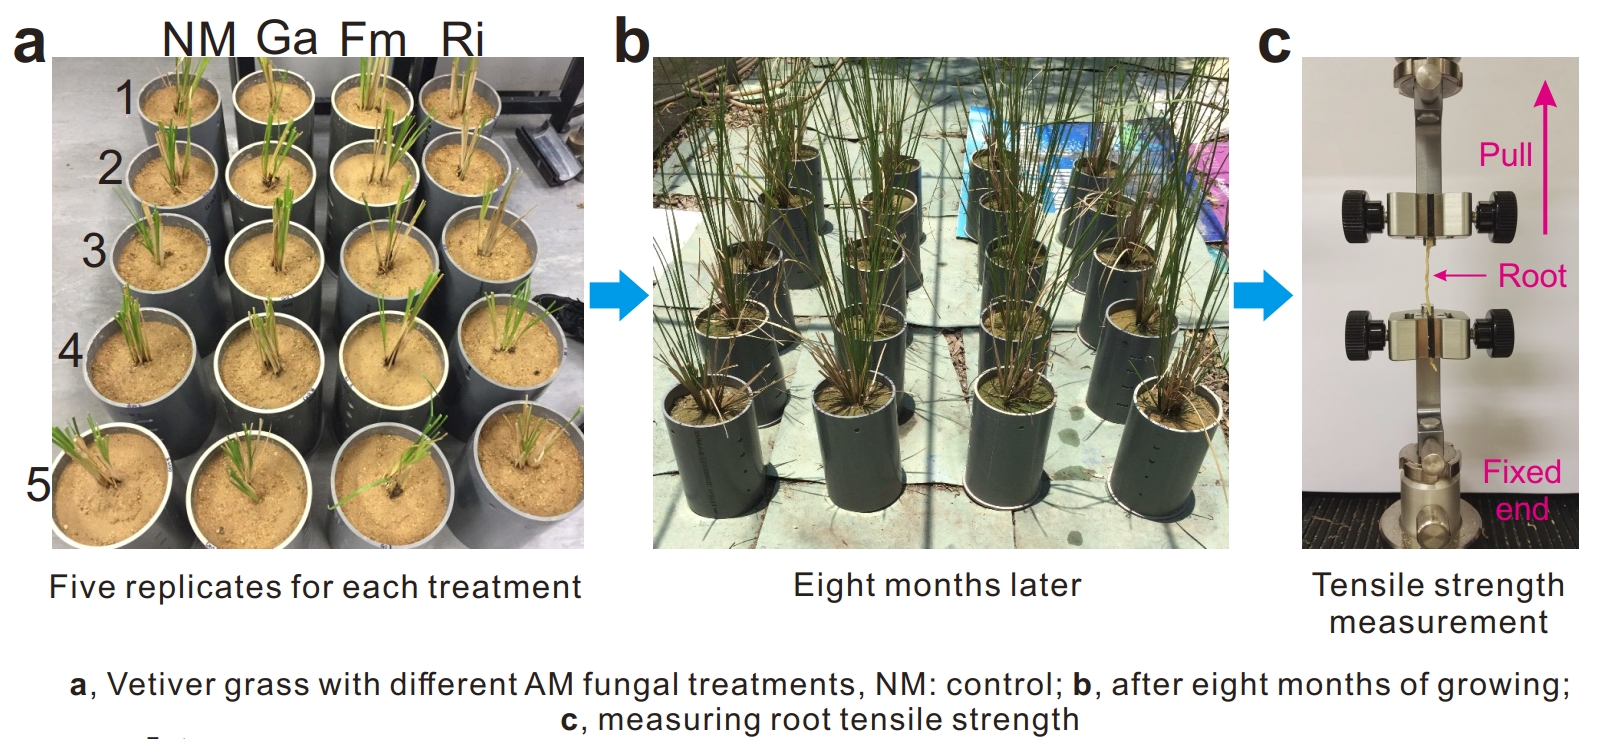 a
NM Ga Fm Ri
1
2
3
4
5
Five replicates for each treatment
b
Eight months later
c
Pull
Root
Fixed
end
Tensile strength
measurement
a, Vetiver grass with different AM fungal treatments, NM: control; b, after eight months of growing;
c, measuring root tensile strength